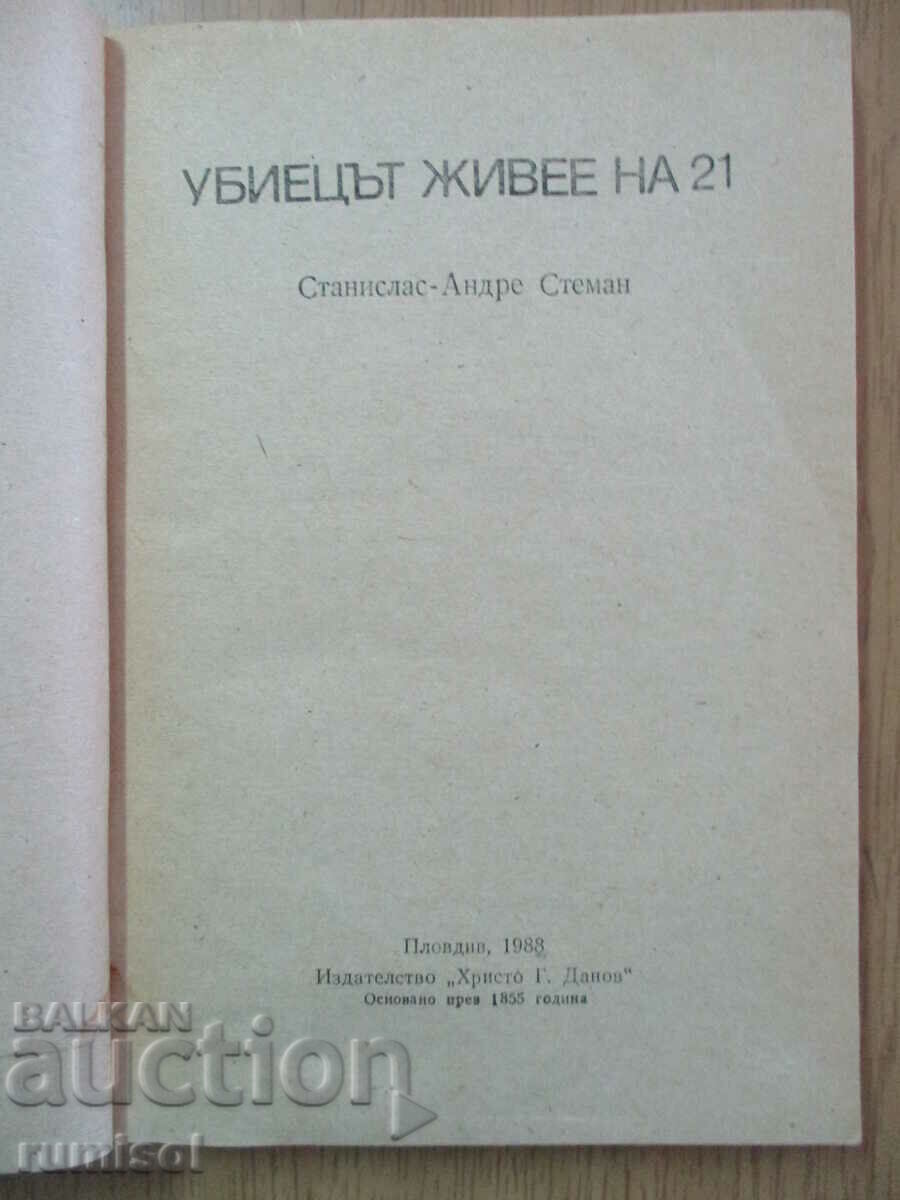 УБИЕЦЪТ ЖИВЕЕ НА 21
Станислас-Андре Стеман
Пловдив, 1988
Издателство „Христо Г. Данов“
Основано през 1855 година
BALKAN
auction
rumisol